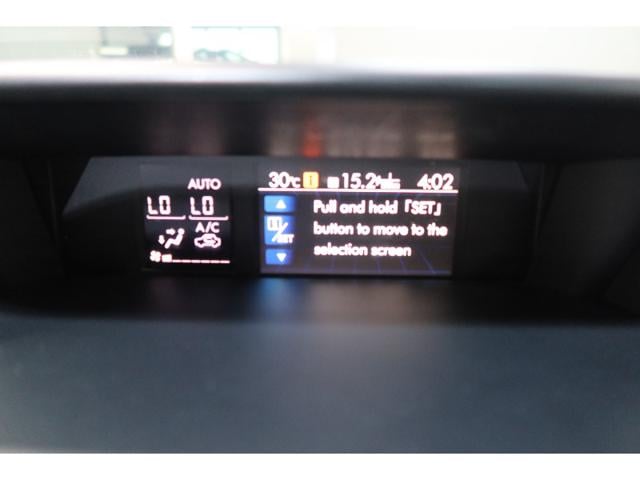 AUTO
LO LO
A/C
30℃ i 15.2 4:02
Pull and hold「SET」
button to move to the
selection screen
i/SET